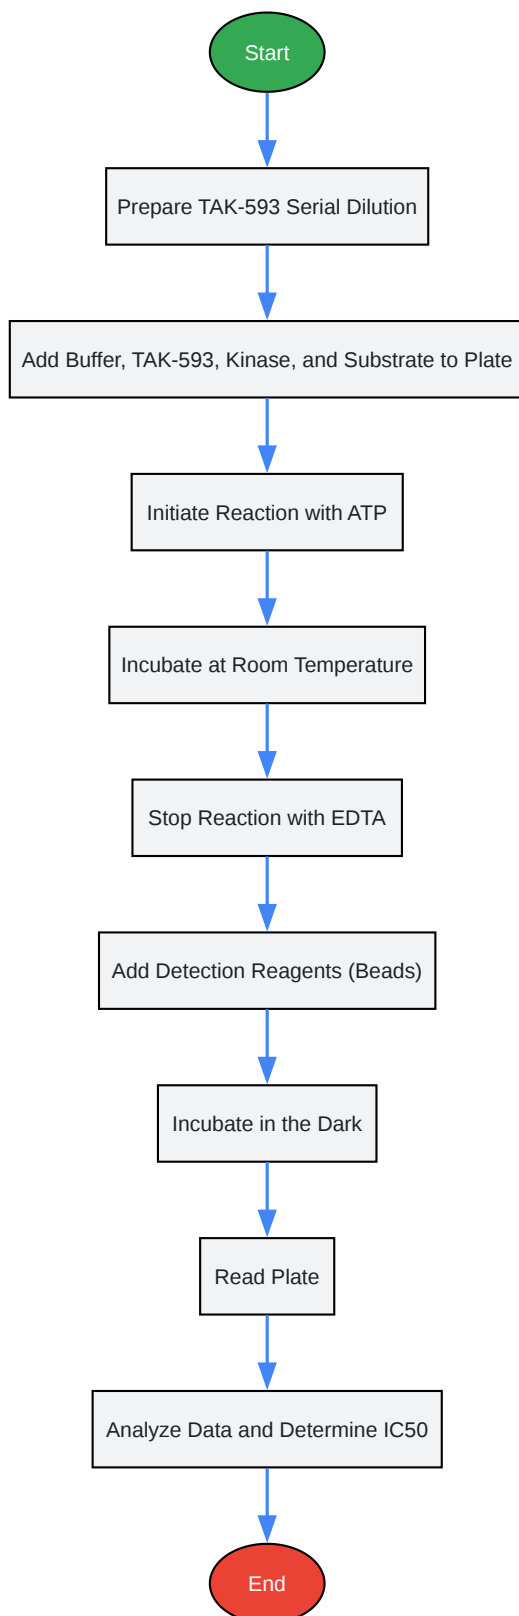 Start
Prepare TAK-593 Serial Dilution
Add Buffer, TAK-593, Kinase, and Substrate to Plate
Initiate Reaction with ATP
Incubate at Room Temperature
Stop Reaction with EDTA
Add Detection Reagents (Beads)
Incubate in the Dark
Read Plate
Analyze Data and Determine IC50
End